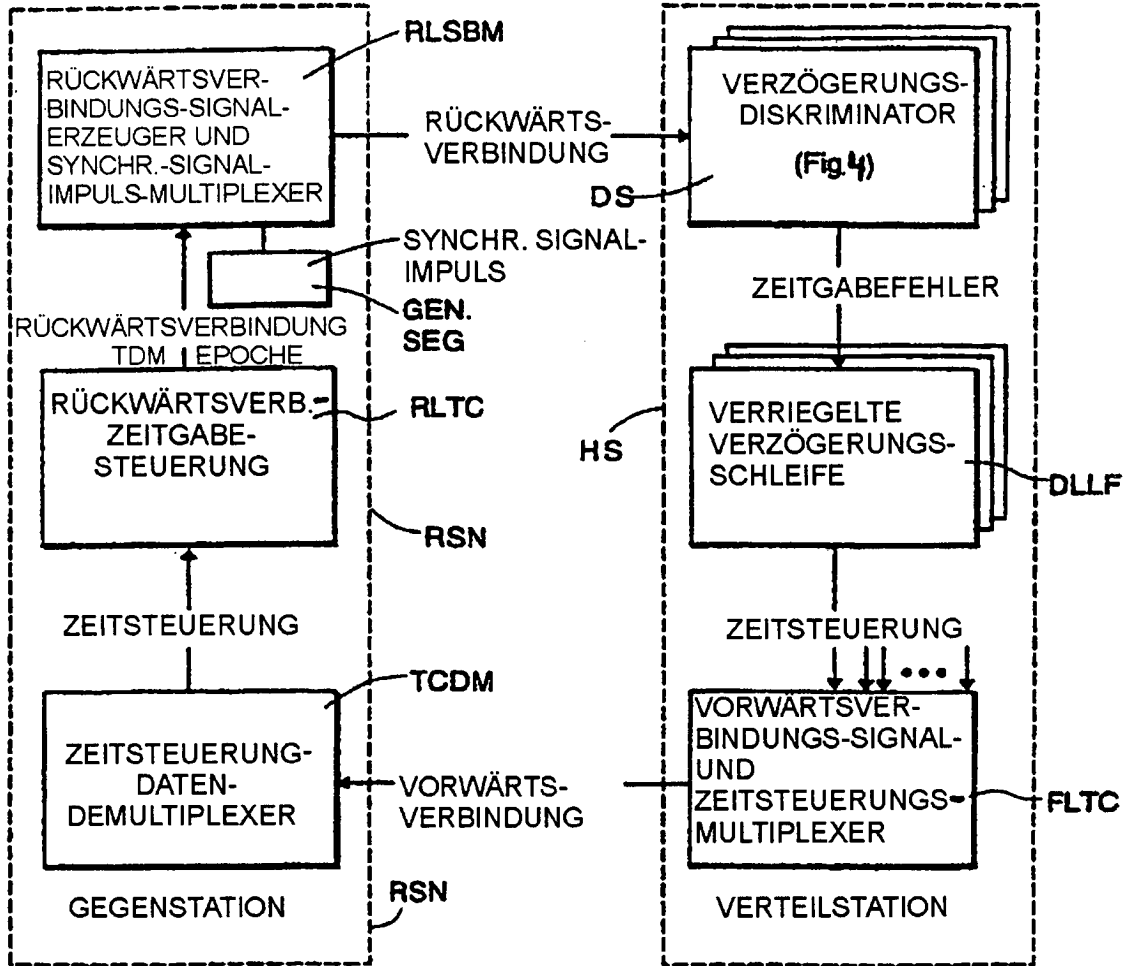 RLSBM
RÜCKWÄRTSVER-
BINDUNGS-SIGNAL-
ERZEUGER UND
SYNCHR.-SIGNAL-
IMPULS-MULTIPLEXER
RÜCKWÄRTS-
VERBINDUNG
VERZÖGERUNGS-
DISKRIMINATOR
(Fig.4)
DS
SYNCHR. SIGNAL-
IMPULS
GEN.
SEG
ZEITGABEFEHLER
RÜCKWÄRTSVERBINDUNG
TDM EPOCHE
RÜCKWÄRTSVERB.-
ZEITGABE-
STEUERUNG
RLTC
RSN
HS
VERRIEGELTE
VERZÖGERUNGS-
SCHLEIFE
DLLF
ZEITSTEUERUNG
ZEITSTEUERUNG
•••
TCDM
ZEITSTEUERUNG-
DATEN-
DEMULTIPLEXER
VORWÄRTS-
VERBINDUNG
VORWÄRTSVER-
BINDUNGS-SIGNAL-
UND
ZEITSTEUERUNGS-
MULTIPLEXER
FLTC
GEGENSTATION
RSN
VERTEILSTATION